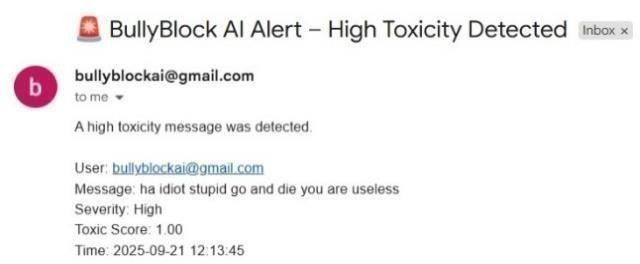 🚨 BullyBlock AI Alert – High Toxicity Detected Inbox x
b
bullyblockai@gmail.com
to me
A high toxicity message was detected.
User: bullyblockai@gmail.com
Message: ha idiot stupid go and die you are useless
Severity: High
Toxic Score: 1.00
Time: 2025-09-21 12:13:45